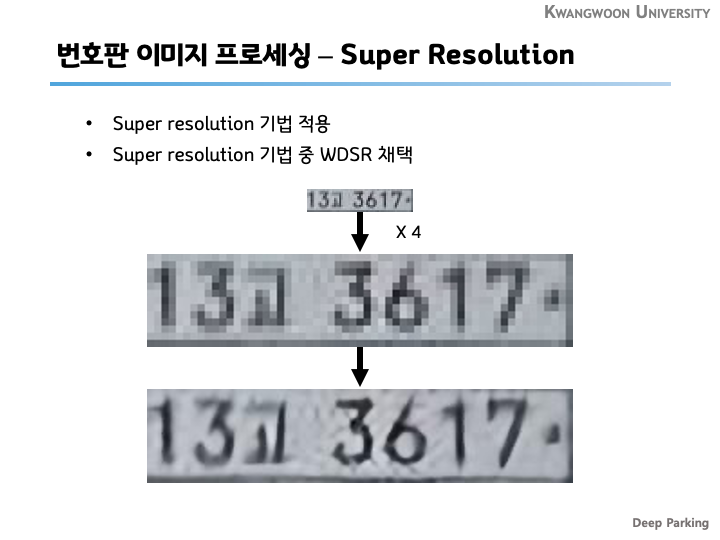 KWANGWOON UNIVERSITY
번호판 이미지 프로세싱 – Super Resolution
• Super resolution 기법 적용
• Super resolution 기법 중 WDSR 채택
13고 3617
X 4
13고 3617
13고 3617
Deep Parking